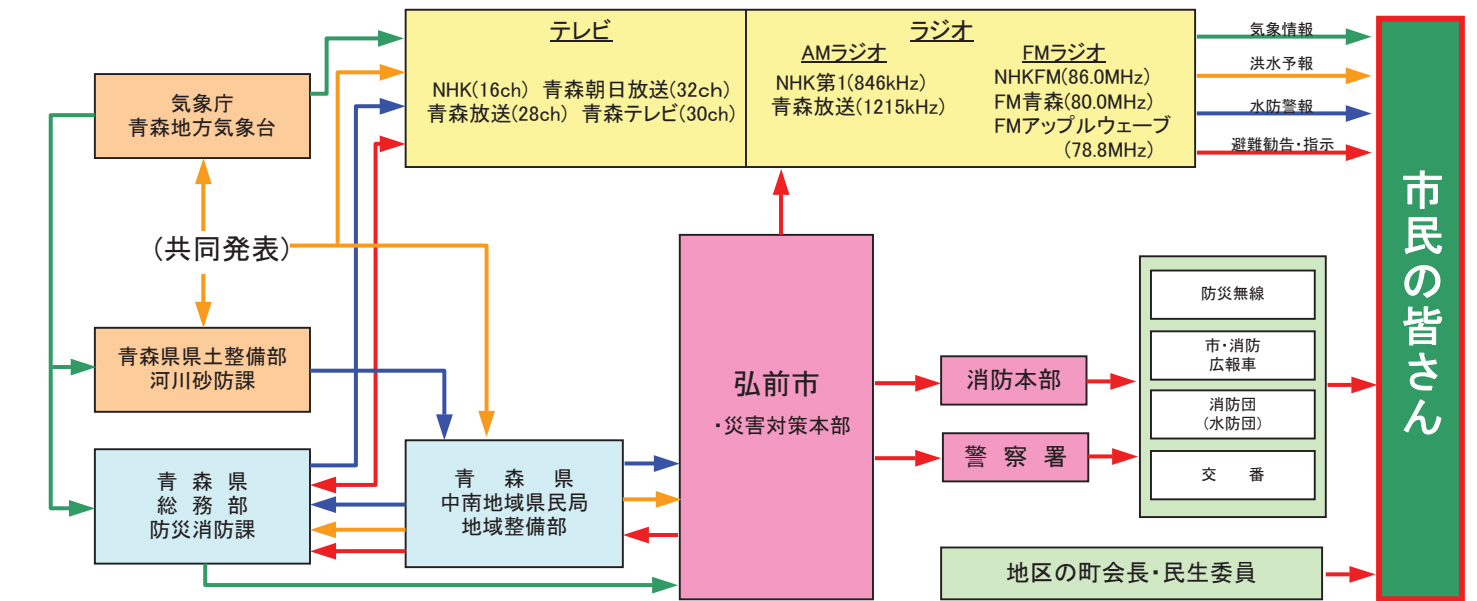 テレビ
NHK(16ch) 青森朝日放送(32ch)
青森放送(28ch) 青森テレビ(30ch)
ラジオ
AMラジオ
NHK第1(846kHz)
青森放送(1215kHz)
FMラジオ
NHKFM(86.0MHz)
FM青森(80.0MHz)
FMアップルウェーブ
(78.8MHz)
気象情報
洪水予報
水防警報
避難勧告・指示
市民の皆さん
気象庁
青森地方気象台
(共同発表)
青森県県土整備部
河川砂防課
青森県
総務部
防災消防課
青森県
中南地域県民局
地域整備部
弘前市
・災害対策本部
消防本部
警察署
防災無線
市・消防
広報車
消防団
(水防団)
交番
地区の町会長・民生委員